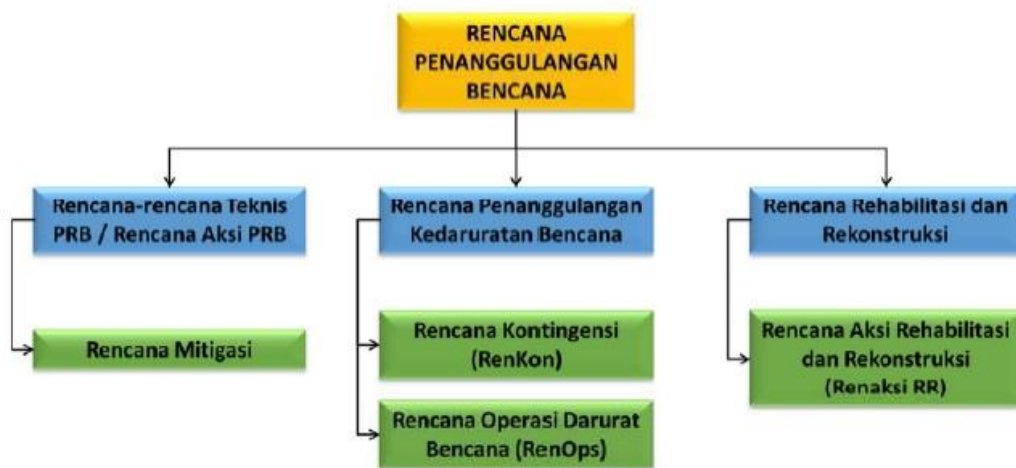 RENCANA
PENANGGULANGAN
BENCANA
Rencana-rencana Teknis
PRB / Rencana Aksi PRB
Rencana Penanggulangan
Kedaruratan Bencana
Rencana Rehabilitasi dan
Rekonstruksi
Rencana Mitigasi
Rencana Kontingensi
(RenKon)
Rencana Operasi Darurat
Bencana (RenOps)
Rencana Aksi Rehabilitasi
dan Rekonstruksi
(Renaksi RR)